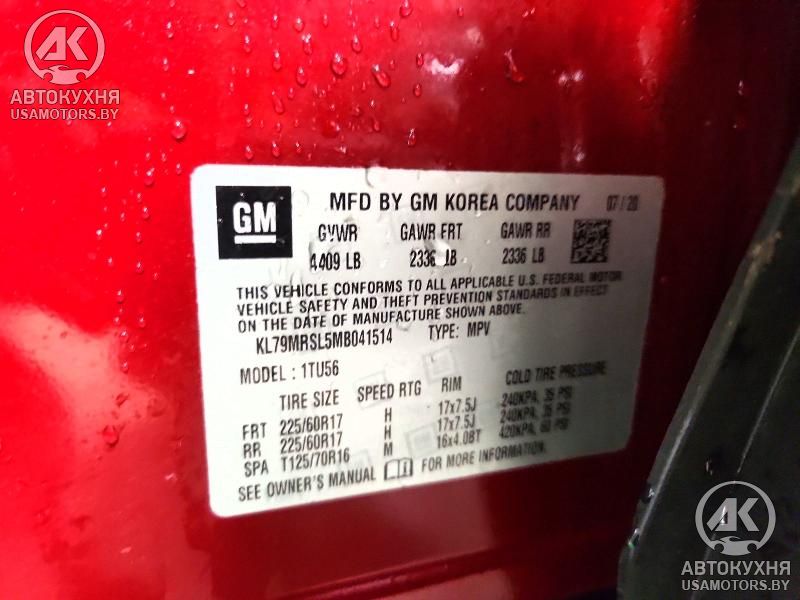 АК
АВТОКУХНЯ
USAMOTORS.BY
GM
MFD BY GM KOREA COMPANY 07/20
GVWR GAWR FRT GAWR RR
4409 LB 2336 LB 2336 LB
THIS VEHICLE CONFORMS TO ALL APPLICABLE U.S. FEDERAL MOTOR
VEHICLE SAFETY AND THEFT PREVENTION STANDARDS IN EFFECT
ON THE DATE OF MANUFACTURE SHOWN ABOVE.
KL79MRSL5MB041514 TYPE: MPV
MODEL: 1TU56
TIRE SIZE SPEED RTG RIM COLD TIRE PRESSURE
FRT 225/60R17 H 17x7.5J 240KPA, 35 PSI
RR 225/60R17 H 17x7.5J 240KPA, 35 PSI
SPA T125/70R16 M 16x4.0BT 420KPA, 60 PSI
SEE OWNER'S MANUAL FOR MORE INFORMATION.
АК
АВТОКУХНЯ
USAMOTORS.BY